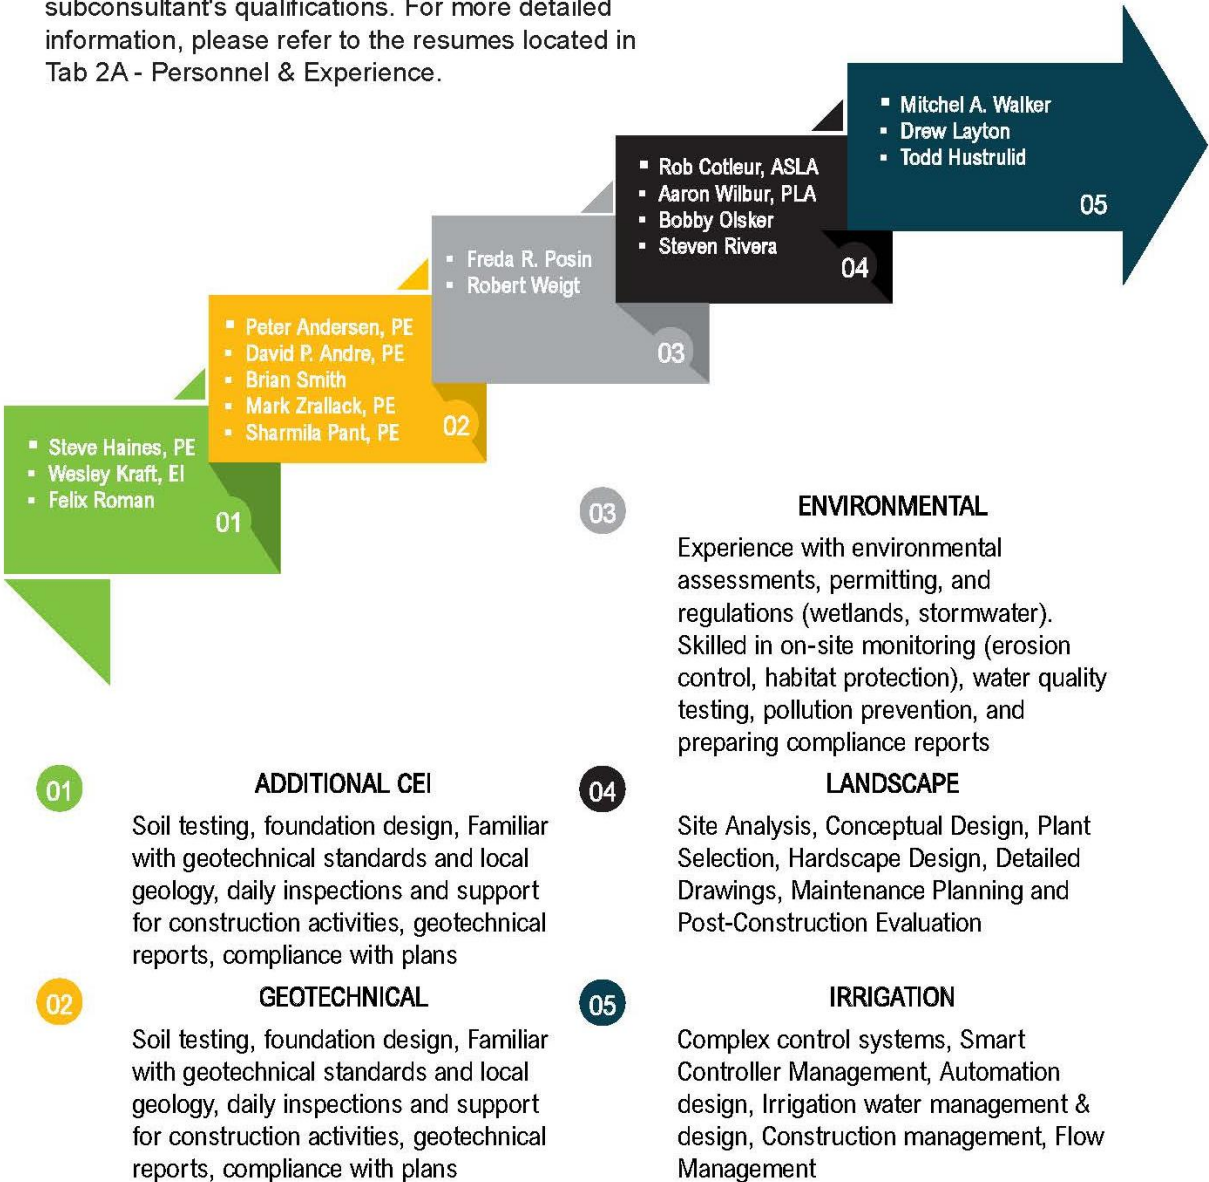 subconsultant's qualifications. For more detailed
information, please refer to the resumes located in
Tab 2A - Personnel & Experience.
▪ Mitchel A. Walker
▪ Drew Layton
▪ Todd Hustrulid
05
▪ Rob Cotleur, ASLA
▪ Aaron Wilbur, PLA
▪ Bobby Olsker
▪ Steven Rivera
04
▪ Freda R. Posin
▪ Robert Weigt
03
▪ Peter Andersen, PE
▪ David P. Andre, PE
▪ Brian Smith
▪ Mark Zrallack, PE
▪ Sharmila Pant, PE
02
▪ Steve Haines, PE
▪ Wesley Kraft, EI
▪ Felix Roman
01
03
ENVIRONMENTAL
Experience with environmental
assessments, permitting, and
regulations (wetlands, stormwater).
Skilled in on-site monitoring (erosion
control, habitat protection), water quality
testing, pollution prevention, and
preparing compliance reports
01
ADDITIONAL CEI
Soil testing, foundation design, Familiar
with geotechnical standards and local
geology, daily inspections and support
for construction activities, geotechnical
reports, compliance with plans
04
LANDSCAPE
Site Analysis, Conceptual Design, Plant
Selection, Hardscape Design, Detailed
Drawings, Maintenance Planning and
Post-Construction Evaluation
02
GEOTECHNICAL
Soil testing, foundation design, Familiar
with geotechnical standards and local
geology, daily inspections and support
for construction activities, geotechnical
reports, compliance with plans
05
IRRIGATION
Complex control systems, Smart
Controller Management, Automation
design, Irrigation water management &
design, Construction management, Flow
Management